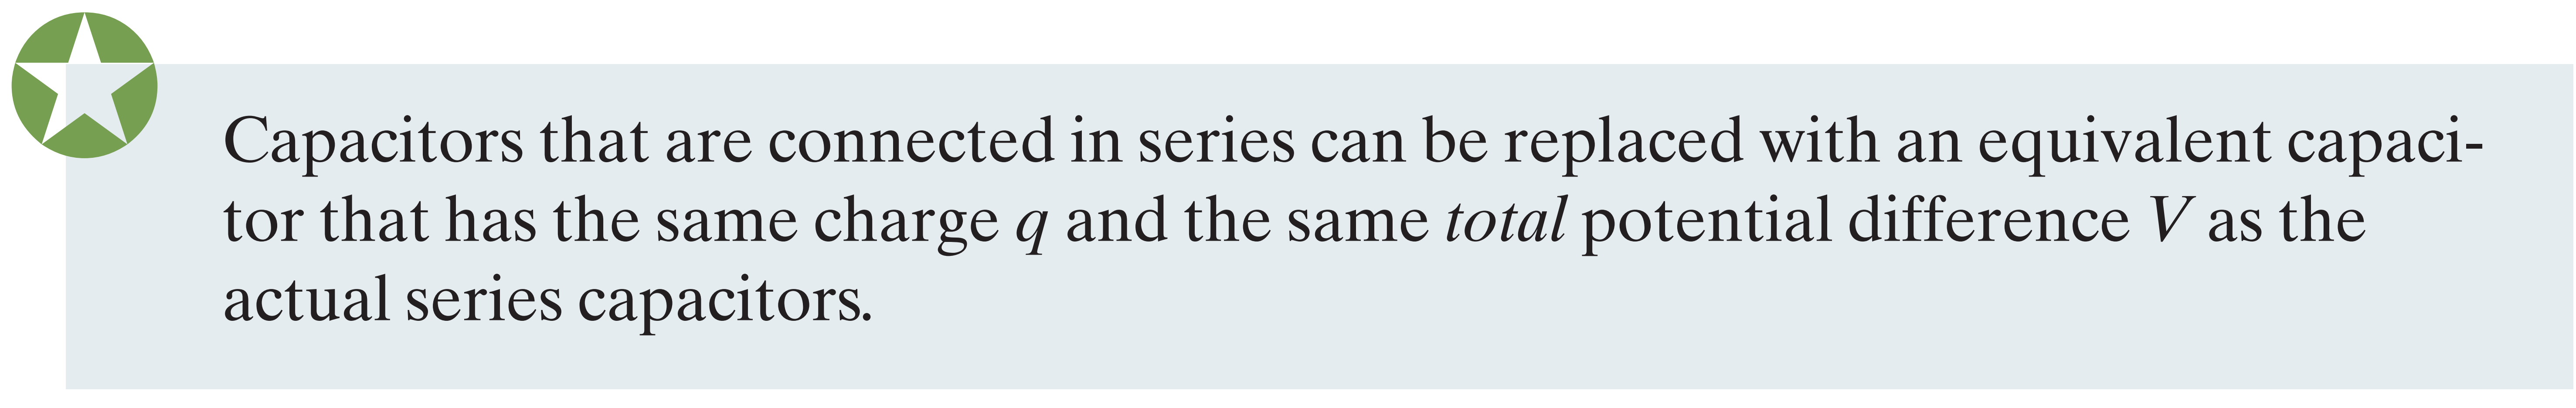 Capacitors that are connected in series can be replaced with an equivalent capaci-
tor that has the same charge q and the same total potential difference V as the
actual series capacitors.